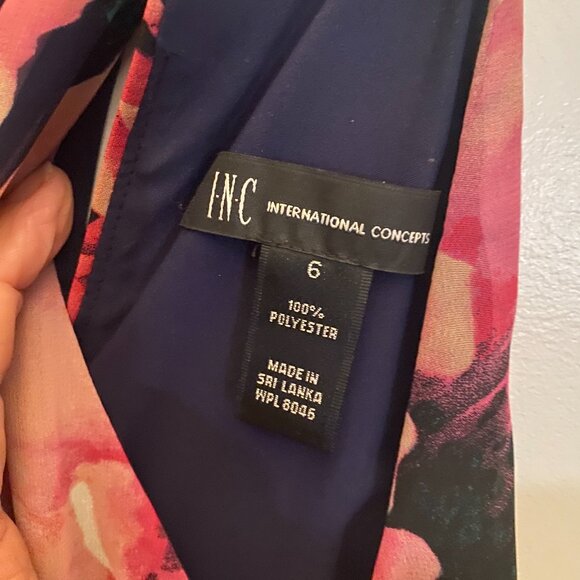 I·N·C INTERNATIONAL CONCEPTS
6
100%
POLYESTER
MADE IN
SRI LANKA
WPL 8046